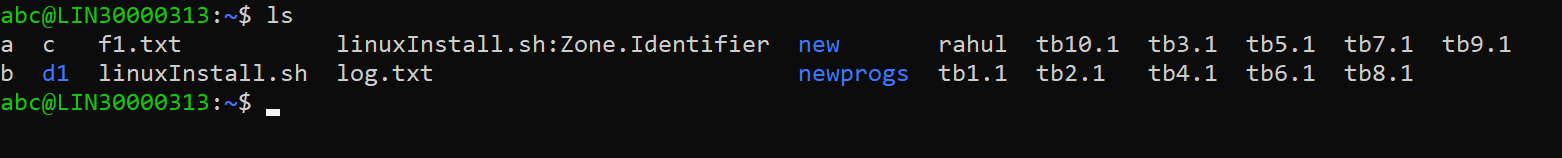 abc@LIN30000313:~$ ls
a  c   f1.txt           linuxInstall.sh:Zone.Identifier  new       rahul  tb10.1  tb3.1  tb5.1  tb7.1  tb9.1
b  d1  linuxInstall.sh  log.txt                          newprogs  tb1.1  tb2.1   tb4.1  tb6.1  tb8.1
abc@LIN30000313:~$